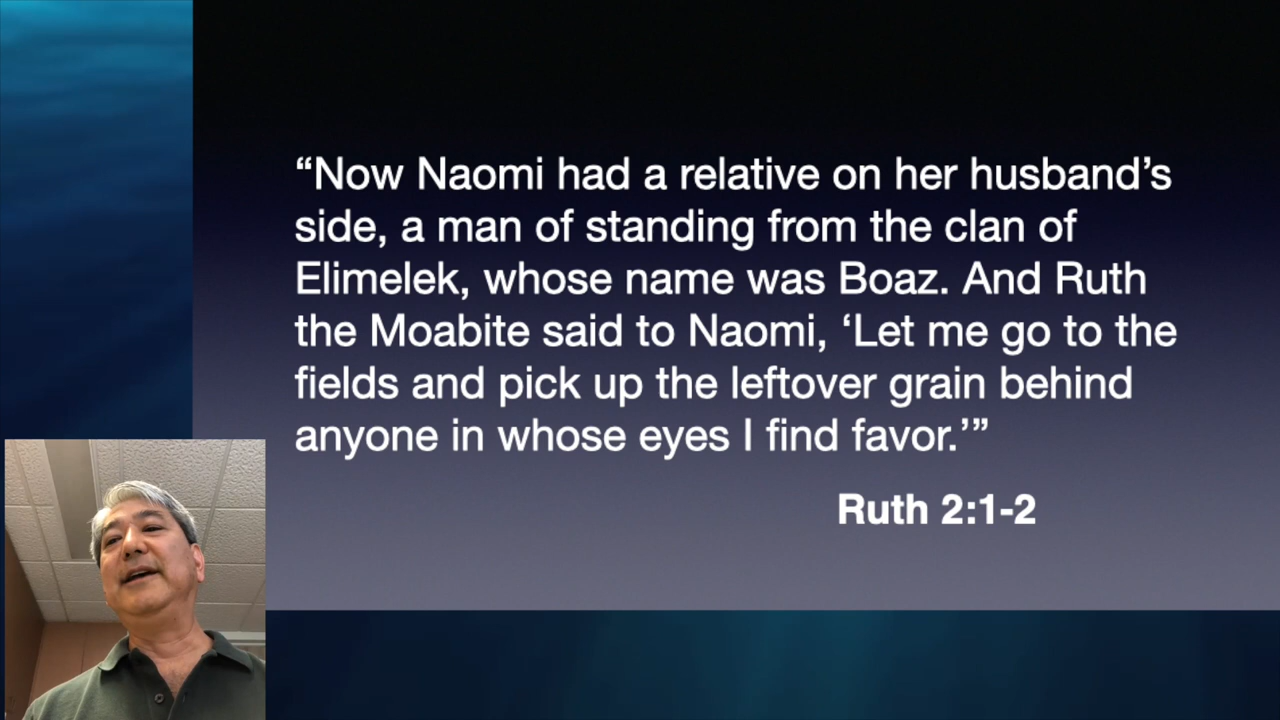 “Now Naomi had a relative on her husband’s
side, a man of standing from the clan of
Elimelek, whose name was Boaz. And Ruth
the Moabite said to Naomi, ‘Let me go to the
fields and pick up the leftover grain behind
anyone in whose eyes I find favor.’”
Ruth 2:1-2